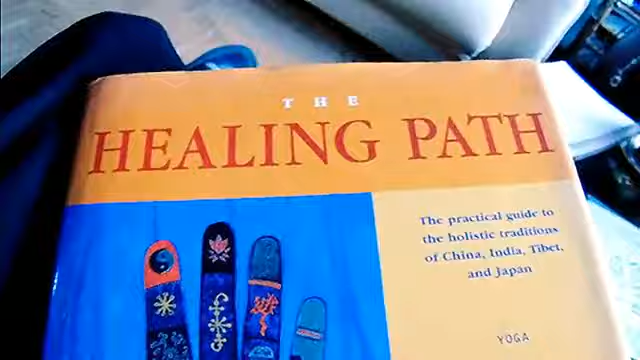 THE
HEALING PATH
The practical guide to
the holistic traditions
of China, India, Tibet,
and Japan
YOGA